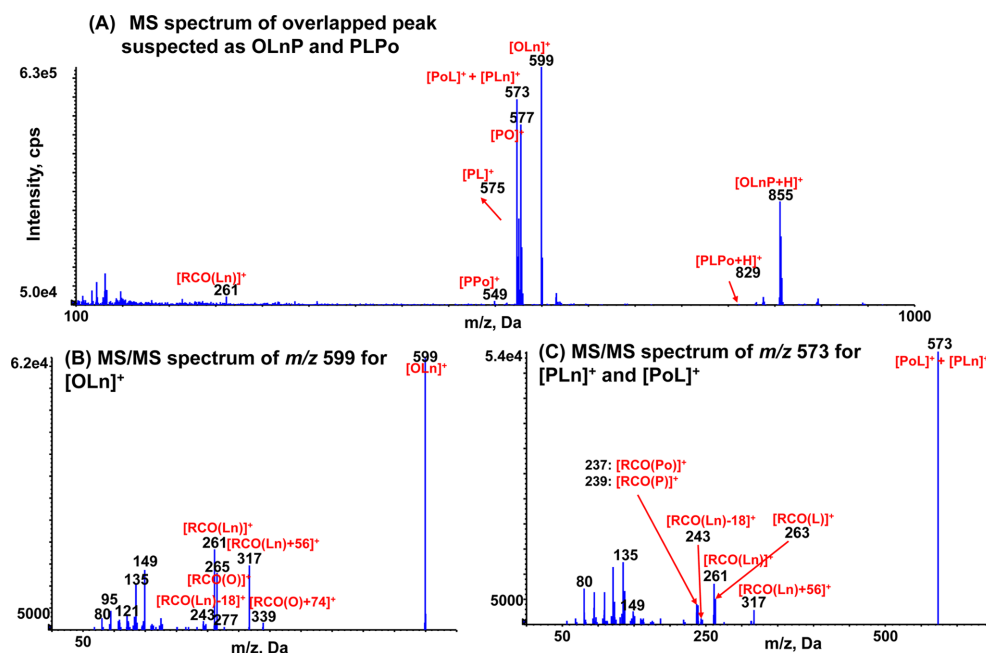 (A) MS spectrum of overlapped peak
suspected as OLnP and PLPo
[OLn]⁺
599
6.3e5
[PoL]⁺ + [PLn]⁺
573
577
[PO]⁺
[PL]⁺
575
[OLnP+H]⁺
855
[PLPo+H]⁺
829
[RCO(Ln)]⁺
261
[PPo]⁺
549
Intensity, cps
5.0e4
100
m/z, Da
1000
(B) MS/MS spectrum of m/z 599 for
[OLn]⁺
6.2e4
599
[OLn]⁺
[RCO(Ln)]⁺
261
[RCO(Ln)+56]⁺
265
317
[RCO(O)]⁺
149
135
95
80
121
[RCO(Ln)-18]⁺
243
277
[RCO(O)+74]⁺
339
5000
50
m/z, Da
(C) MS/MS spectrum of m/z 573 for
[PLn]⁺ and [PoL]⁺
5.4e4
573
[PoL]⁺ + [PLn]⁺
237: [RCO(Po)]⁺
239: [RCO(P)]⁺
[RCO(Ln)-18]⁺
243
[RCO(L)]⁺
263
[RCO(Ln)]⁺
261
[RCO(Ln)+56]⁺
317
135
80
149
5000
50
250
500
m/z, Da